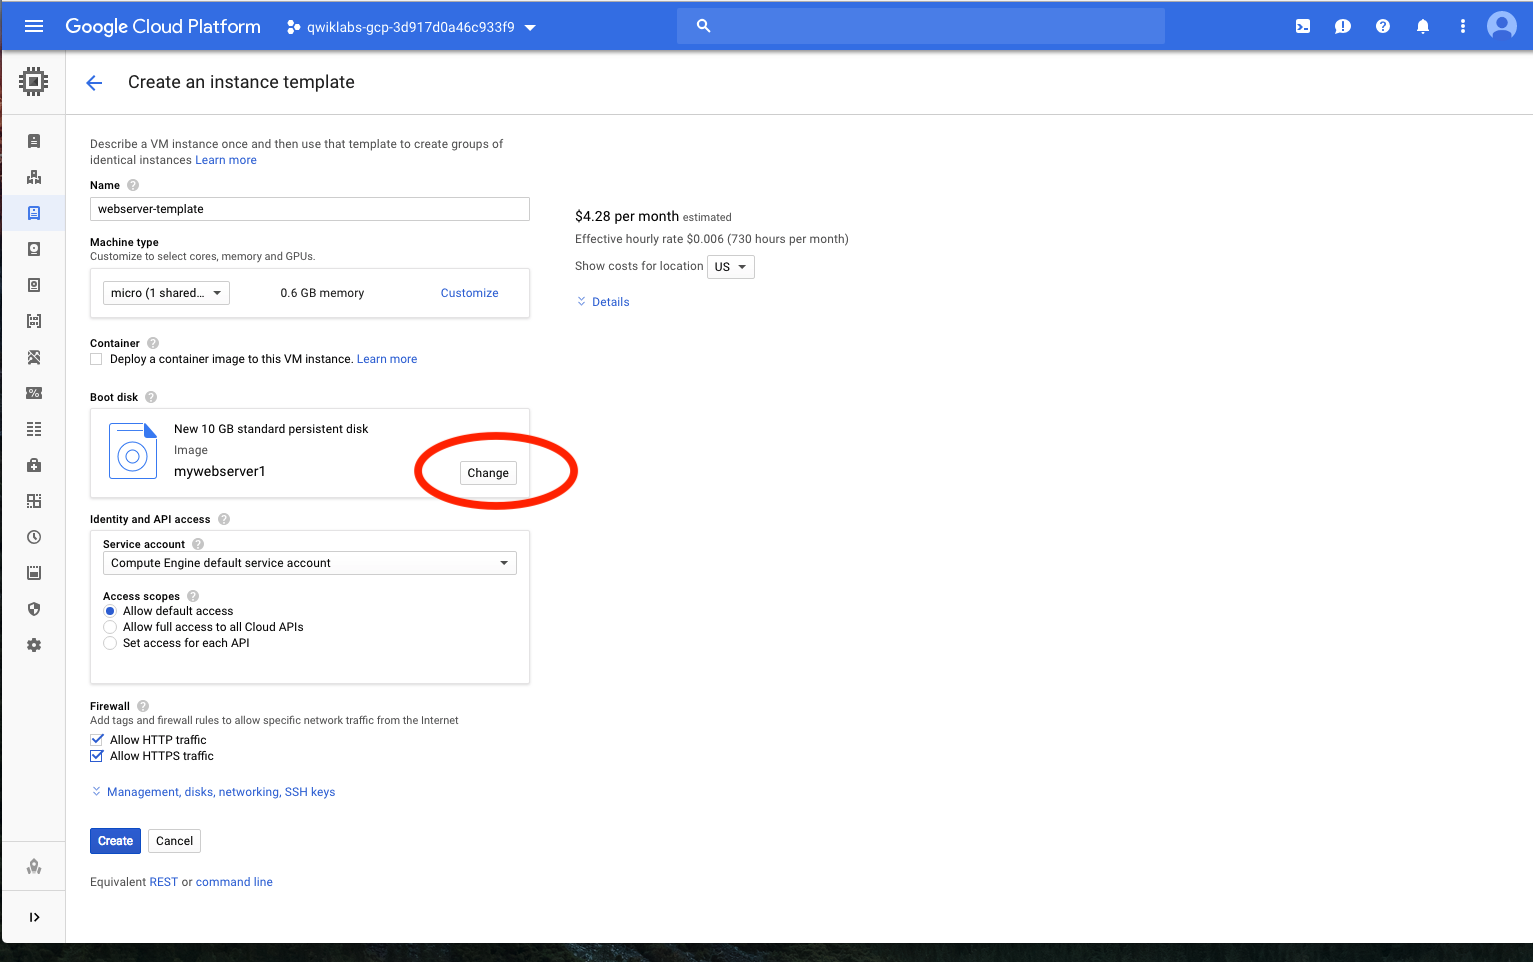 Google Cloud Platform
qwiklabs-gcp-3d917d0a46c933f9
Create an instance template
Describe a VM instance once and then use that template to create groups of
identical instances Learn more
Name
webserver-template
Machine type
Customize to select cores, memory and GPUs.
micro (1 shared... 0.6 GB memory Customize
Container
Deploy a container image to this VM instance. Learn more
Boot disk
New 10 GB standard persistent disk
Image
mywebserver1
Change
Identity and API access
Service account
Compute Engine default service account
Access scopes
Allow default access
Allow full access to all Cloud APIs
Set access for each API
Firewall
Add tags and firewall rules to allow specific network traffic from the Internet
Allow HTTP traffic
Allow HTTPS traffic
Management, disks, networking, SSH keys
Create Cancel
Equivalent REST or command line
$4.28 per month estimated
Effective hourly rate $0.006 (730 hours per month)
Show costs for location US
Details